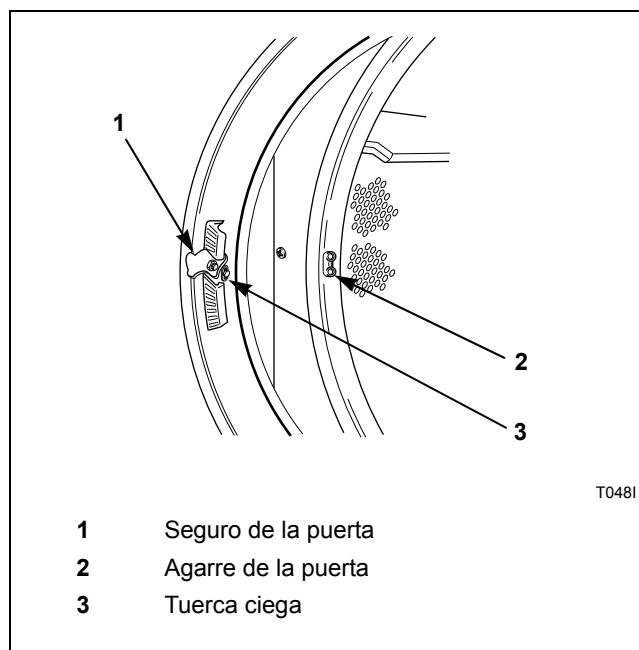 1
2
3
T048I
1 Seguro de la puerta
2 Agarre de la puerta
3 Tuerca ciega